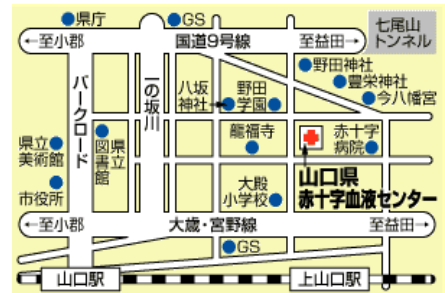 県庁
GS
七尾山
トンネル
←至小郡
国道9号線
至益田→
野田神社
豊栄神社
今八幡宮
パークロード
一の坂川
八坂
神社
野田
学園
県立
美術館
県立
図書館
龍福寺
赤十字
病院
市役所
大殿
小学校
山口県
赤十字血液センター
←至小郡
大歳・宮野線
至益田→
GS
山口駅
上山口駅